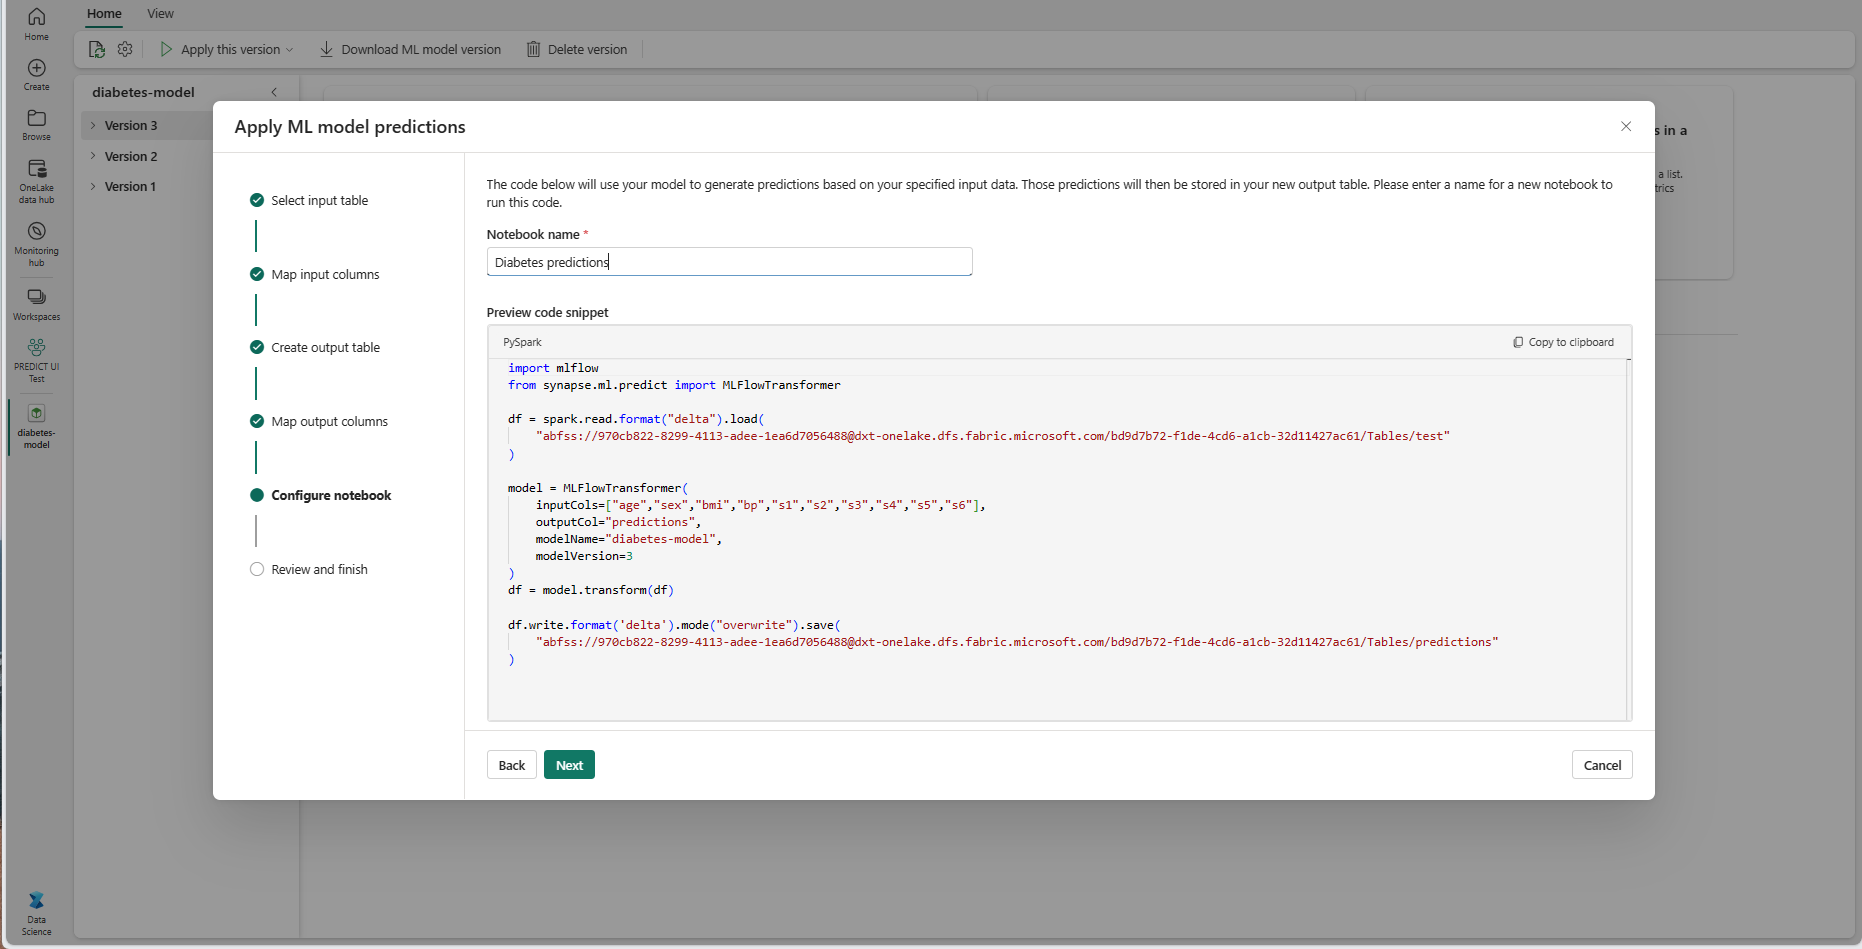 Home
View
Home
Create
Browse
OneLake
data hub
Monitoring
hub
Workspaces
PREDICT UI
Test
diabetes-
model
Data
Science
Apply this version
Download ML model version
Delete version
diabetes-model
Version 3
Version 2
Version 1
s in a
a list.
trics
Apply ML model predictions
Select input table
Map input columns
Create output table
Map output columns
Configure notebook
Review and finish
The code below will use your model to generate predictions based on your specified input data. Those predictions will then be stored in your new output table. Please enter a name for a new notebook to
run this code.
Notebook name *
Diabetes predictions
Preview code snippet
PySpark
Copy to clipboard
import mlflow
from synapse.ml.predict import MLFlowTransformer
df = spark.read.format("delta").load(
"abfss://970cb822-8299-4113-adee-1ea6d7056488@dxt-onelake.dfs.fabric.microsoft.com/bd9d7b72-f1de-4cd6-a1cb-32d11427ac61/Tables/test"
)
model = MLFlowTransformer(
inputCols=["age","sex","bmi","bp","s1","s2","s3","s4","s5","s6"],
outputCol="predictions",
modelName="diabetes-model",
modelVersion=3
)
df = model.transform(df)
df.write.format('delta').mode("overwrite").save(
"abfss://970cb822-8299-4113-adee-1ea6d7056488@dxt-onelake.dfs.fabric.microsoft.com/bd9d7b72-f1de-4cd6-a1cb-32d11427ac61/Tables/predictions"
)
Back
Next
Cancel